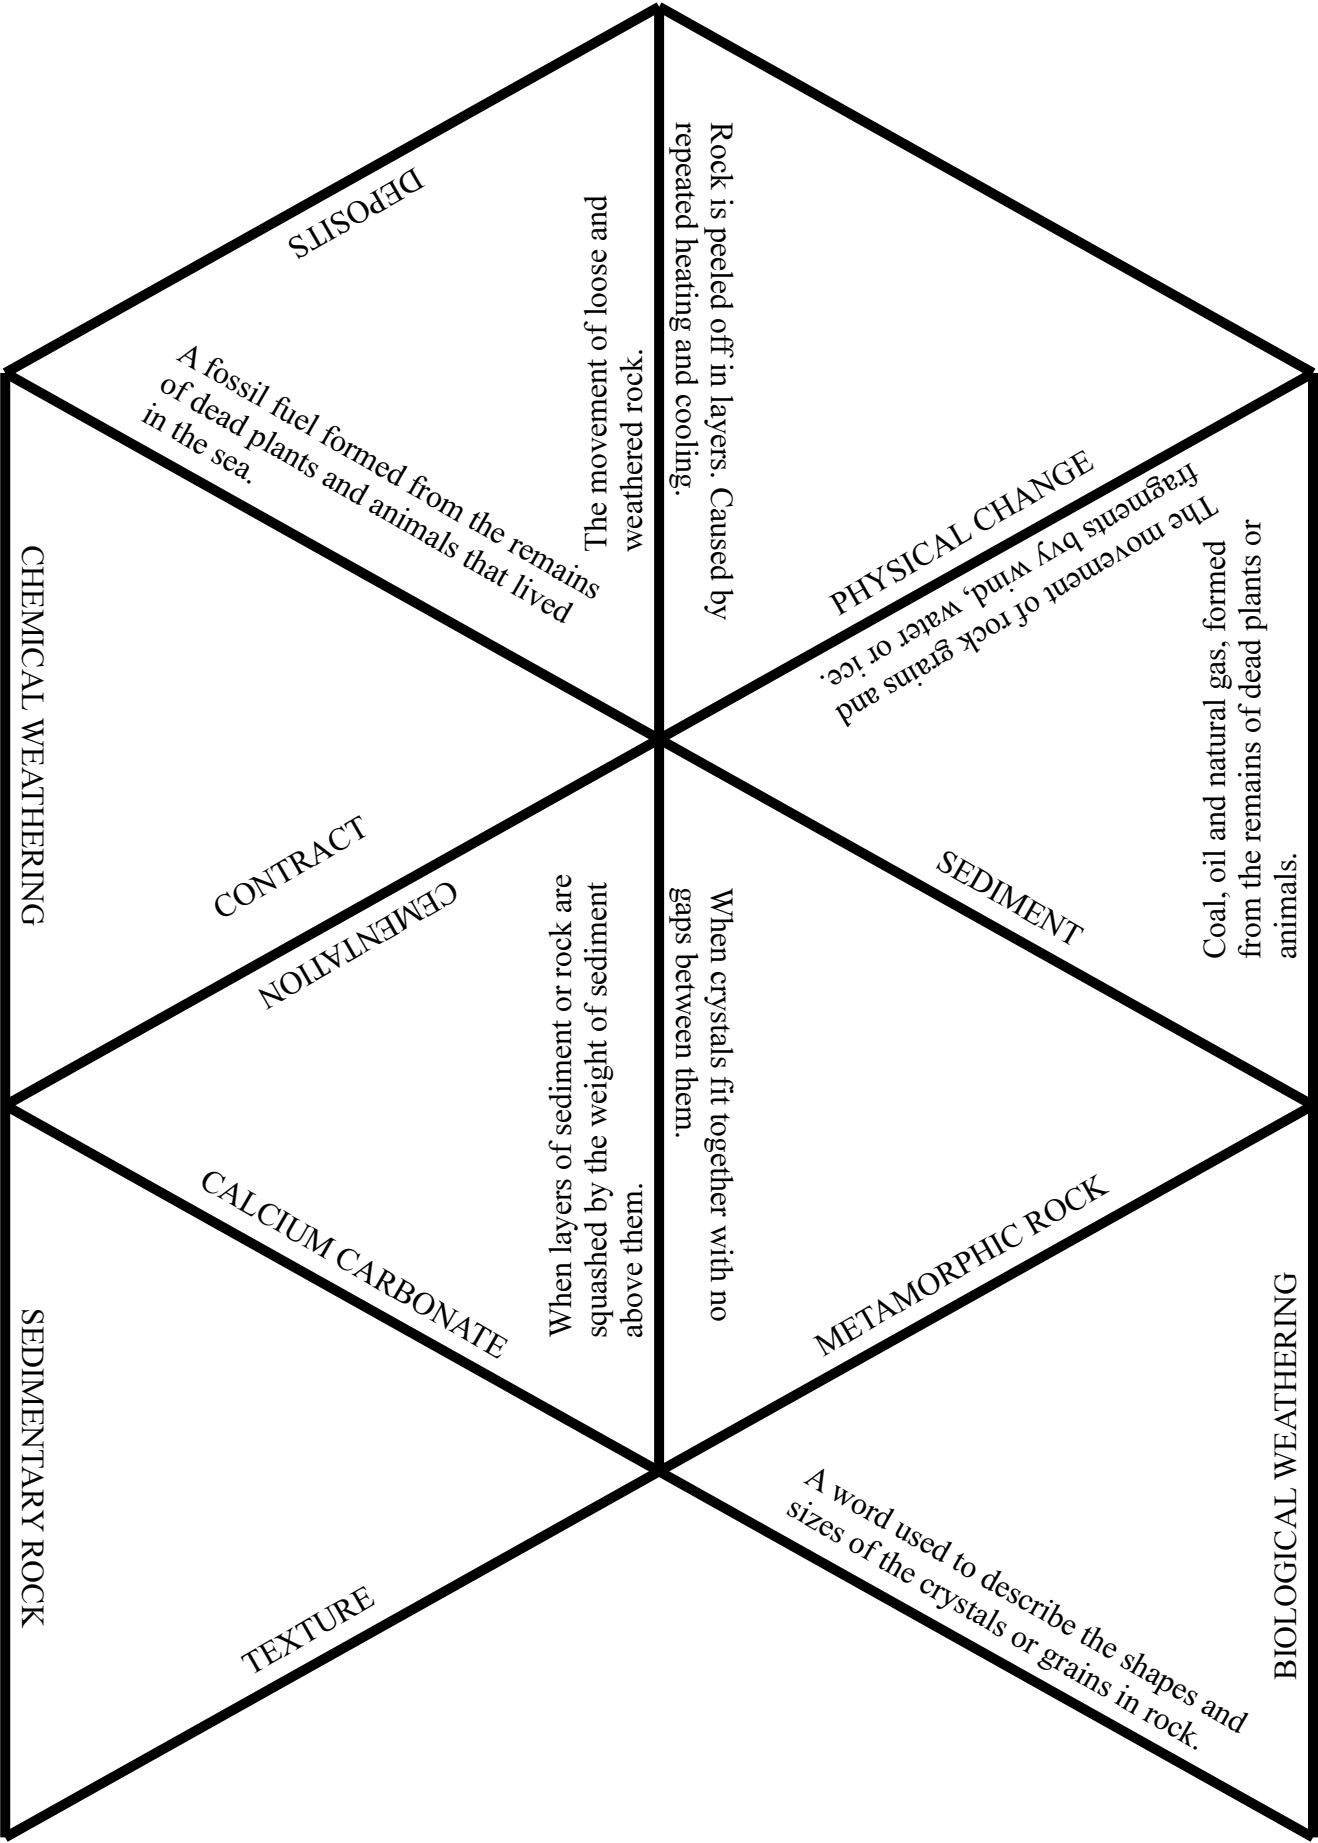 DEPOSITS
A fossil fuel formed from the remains
of dead plants and animals that lived
in the sea.
The movement of loose and
weathered rock.
Rock is peeled off in layers. Caused by
repeated heating and cooling.
PHYSICAL CHANGE
The movement of rock grains and
fragments bvy wind, water or ice.
Coal, oil and natural gas, formed
from the remains of dead plants or
animals.
SEDIMENT
CHEMICAL WEATHERING
CONTRACT
CEMENTATION
When layers of sediment or rock are
squashed by the weight of sediment
above them.
CALCIUM CARBONATE
When crystals fit together with no
gaps between them.
METAMORPHIC ROCK
SEDIMENTARY ROCK
TEXTURE
A word used to describe the shapes and
sizes of the crystals or grains in rock.
BIOLOGICAL WEATHERING